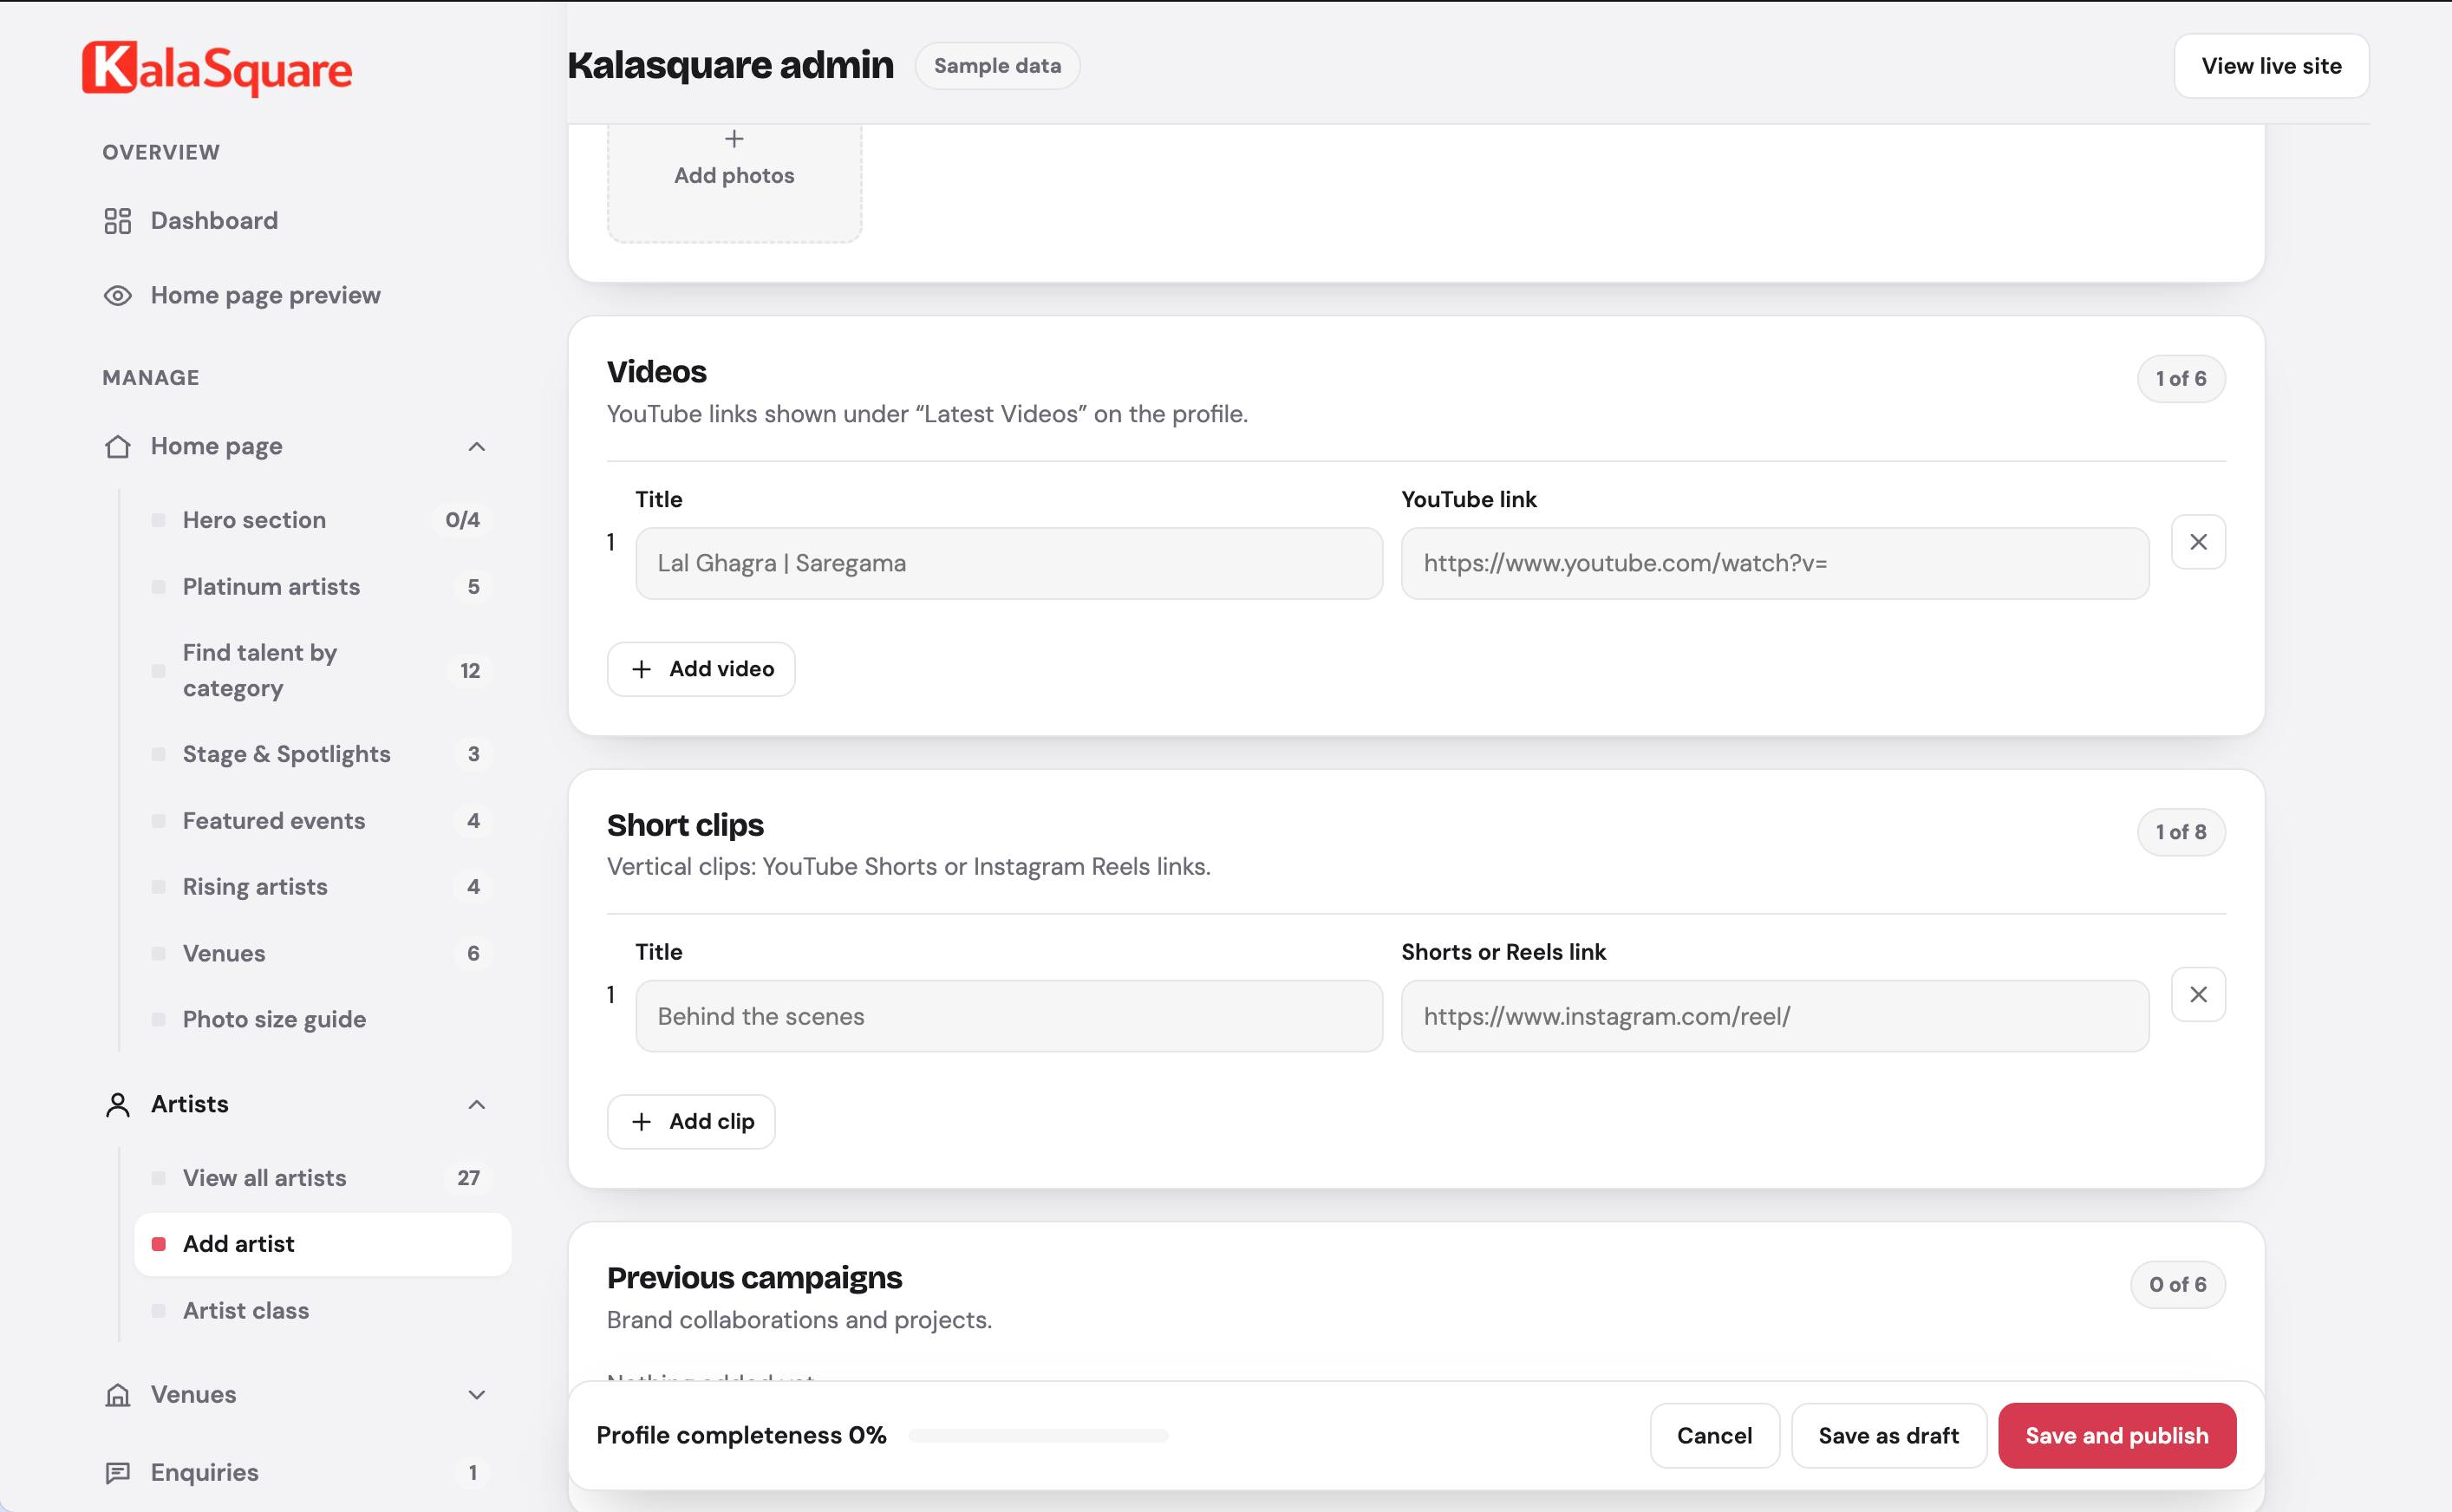 KalaSquare
OVERVIEW
Dashboard
Home page preview
MANAGE
Home page
Hero section 0/4
Platinum artists 5
Find talent by
category
12
Stage & Spotlights 3
Featured events 4
Rising artists 4
Venues 6
Photo size guide
Artists
View all artists 27
Add artist
Artist class
Venues
Enquiries 1
Kalasquare admin Sample data View live site
Add photos
Videos
1 of 6
YouTube links shown under “Latest Videos” on the profile.
Title YouTube link
1 Lal Ghagra | Saregama https://www.youtube.com/watch?v=
Add video
Short clips
1 of 8
Vertical clips: YouTube Shorts or Instagram Reels links.
Title Shorts or Reels link
1 Behind the scenes https://www.instagram.com/reel/
Add clip
Previous campaigns
0 of 6
Brand collaborations and projects.
Profile completeness 0% Cancel Save as draft Save and publish